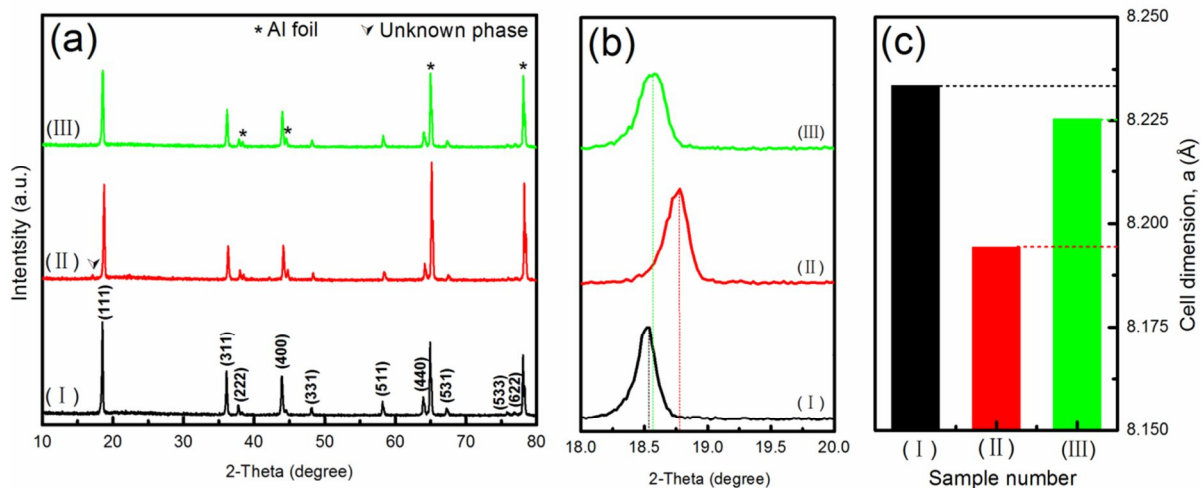 (a)
* Al foil
Unknown phase
*
*
(III)
*
*
(II)
(111)
(311)
(222)
(400)
(331)
(511)
(440)
(531)
(533)
(622)
(I)
Intentsity (a.u.)
10 20 30 40 50 60 70 80
2-Theta (degree)
(b)
(III)
(II)
(I)
18.0 18.5 19.0 19.5 20.0
2-Theta (degree)
(c)
8.250
8.225
8.200
8.175
8.150
Cell dimension, a (Å)
(I) (II) (III)
Sample number